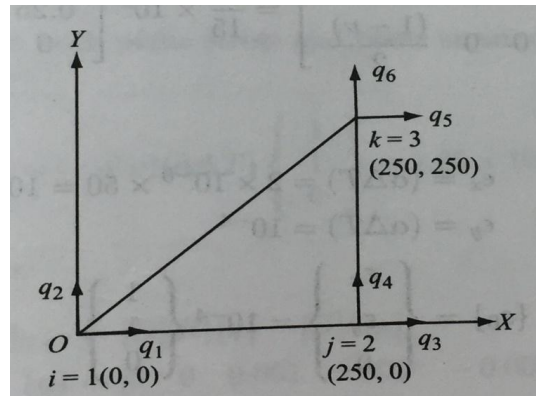 Y
q6
q5
k = 3
(250, 250)
q2
q4
O
q1
j = 2
q3
X
i = 1(0, 0)
(250, 0)